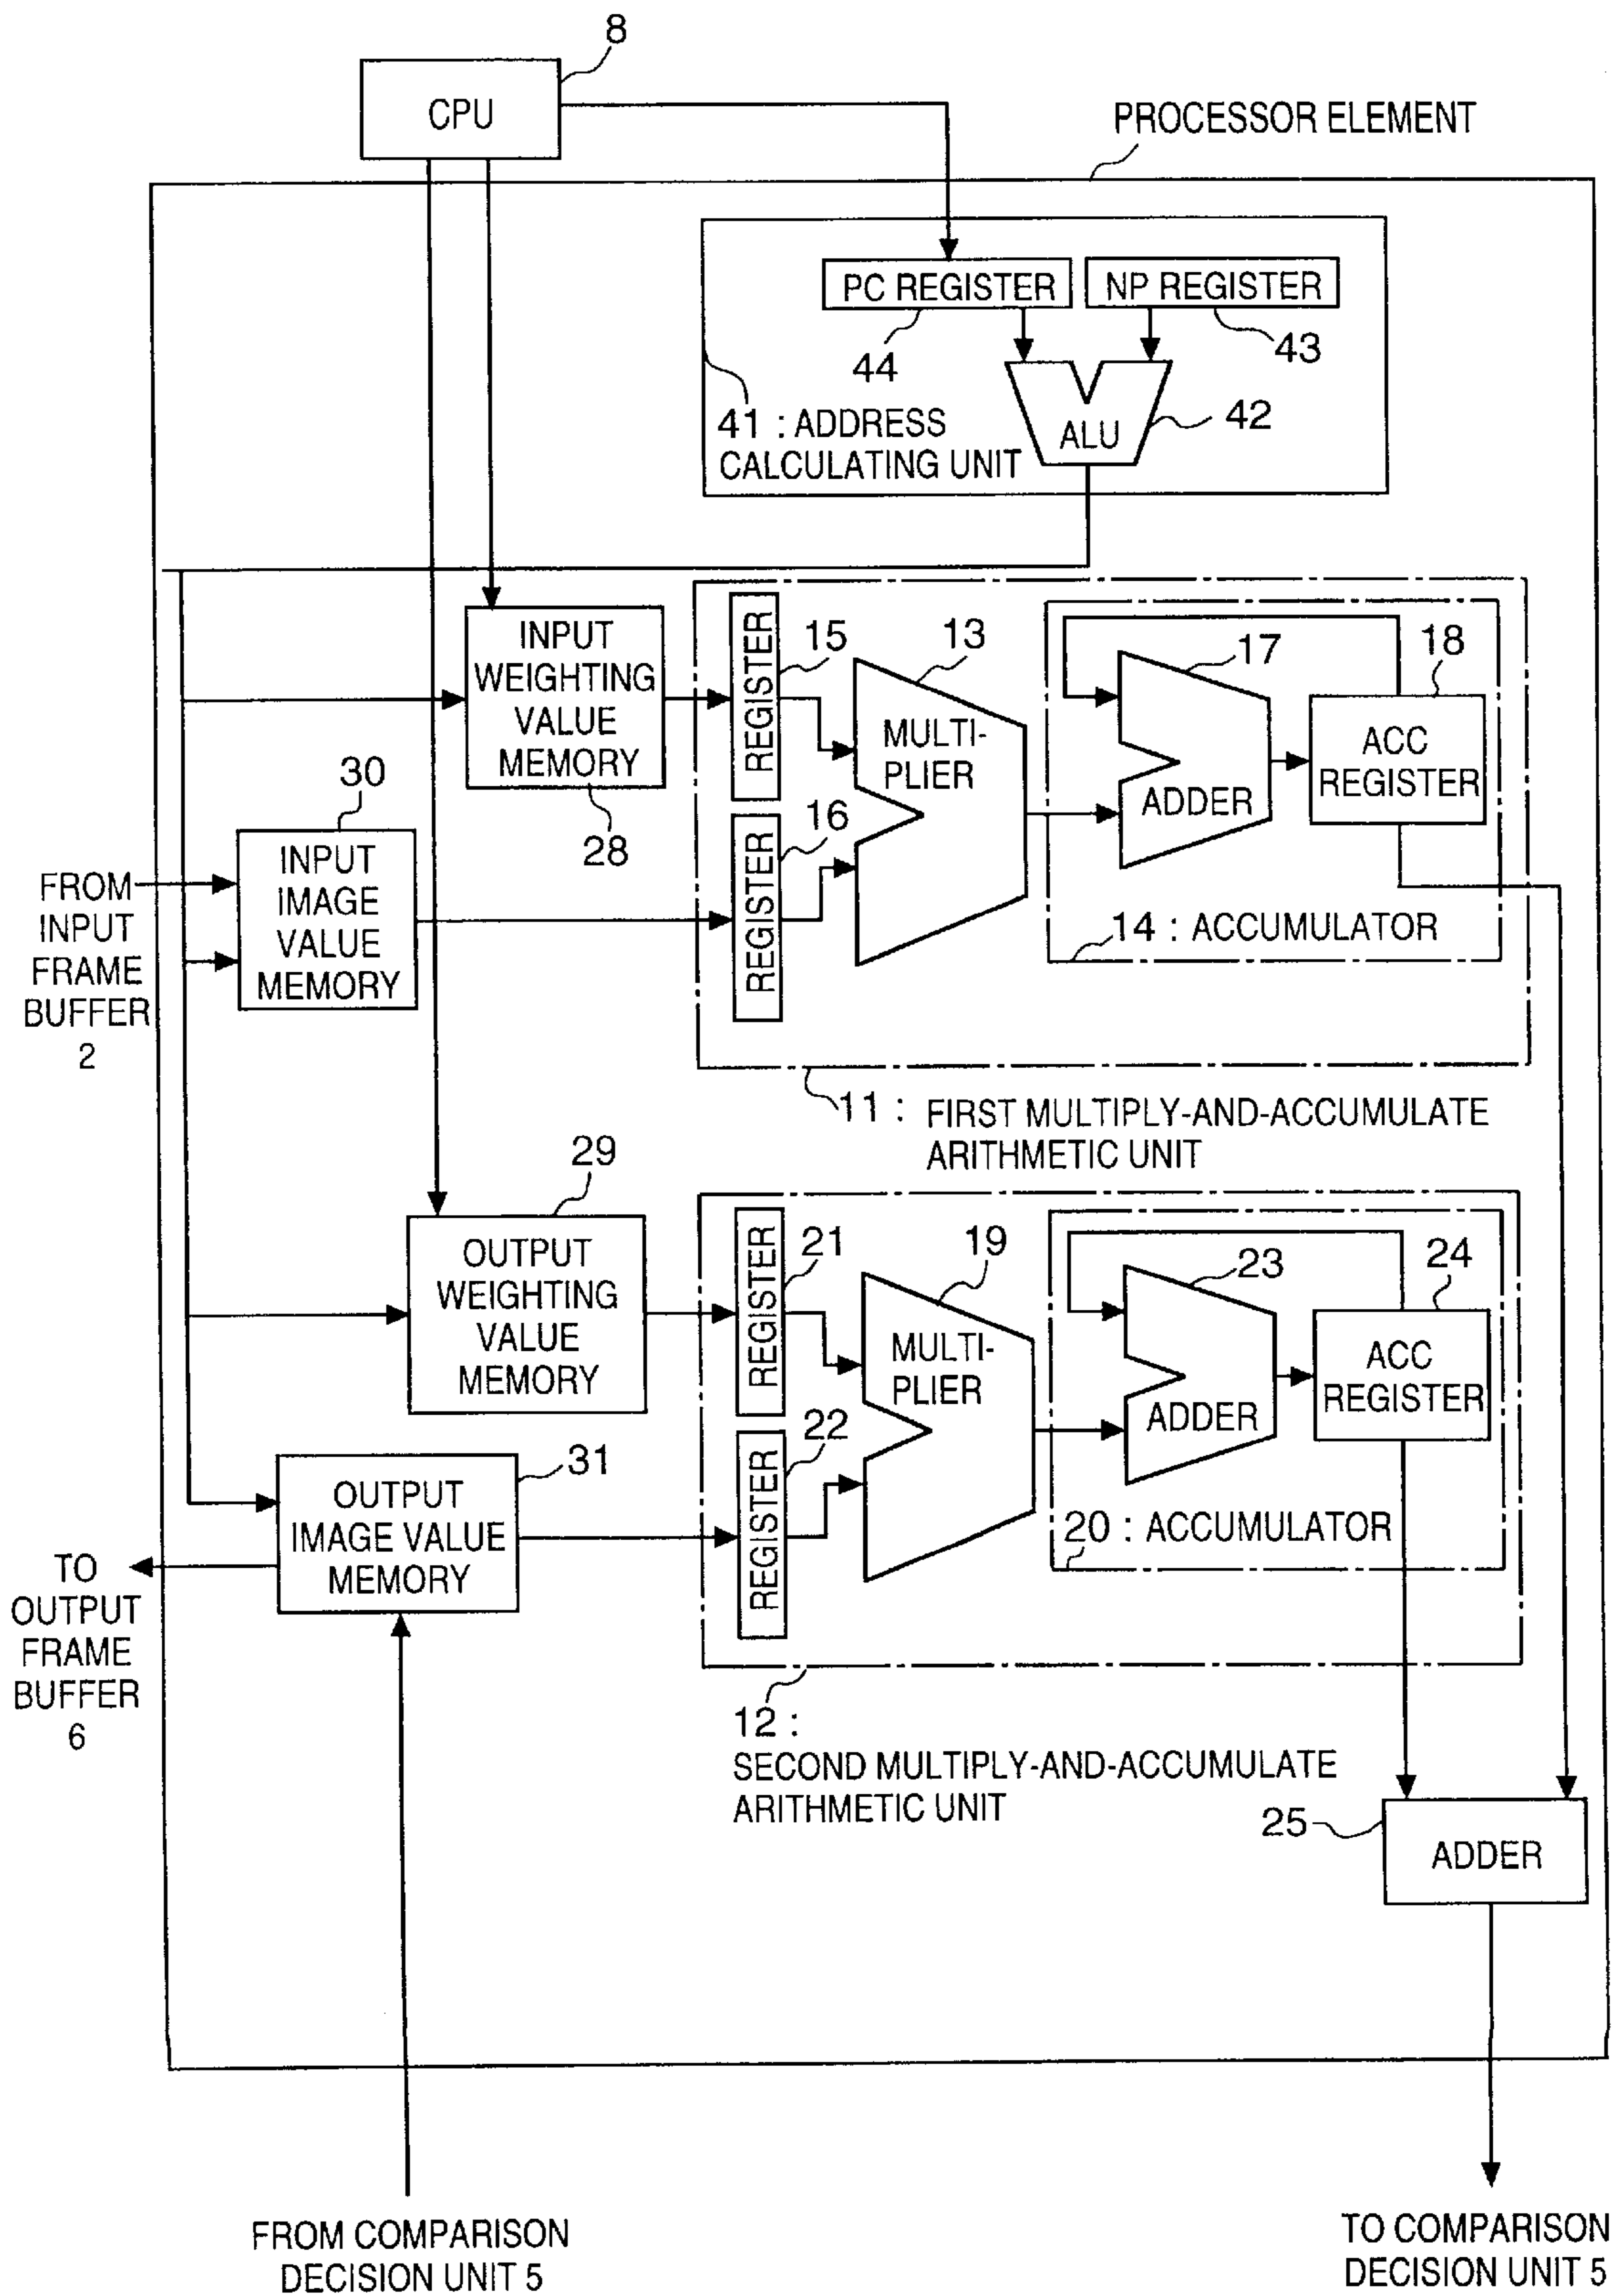 8
CPU
PROCESSOR ELEMENT
PC REGISTER
NP REGISTER
44
43
41 : ADDRESS
CALCULATING UNIT
ALU
42
INPUT
WEIGHTING
VALUE
MEMORY
28
REGISTER
15
13
MULTI-
PLIER
17
ADDER
18
ACC
REGISTER
30
INPUT
IMAGE
VALUE
MEMORY
FROM
INPUT
FRAME
BUFFER
2
REGISTER
16
14 : ACCUMULATOR
11 : FIRST MULTIPLY-AND-ACCUMULATE
ARITHMETIC UNIT
29
OUTPUT
WEIGHTING
VALUE
MEMORY
REGISTER
21
19
MULTI-
PLIER
23
ADDER
24
ACC
REGISTER
31
OUTPUT
IMAGE VALUE
MEMORY
REGISTER
22
20 : ACCUMULATOR
TO
OUTPUT
FRAME
BUFFER
6
12 :
SECOND MULTIPLY-AND-ACCUMULATE
ARITHMETIC UNIT
25
ADDER
FROM COMPARISON
DECISION UNIT 5
TO COMPARISON
DECISION UNIT 5